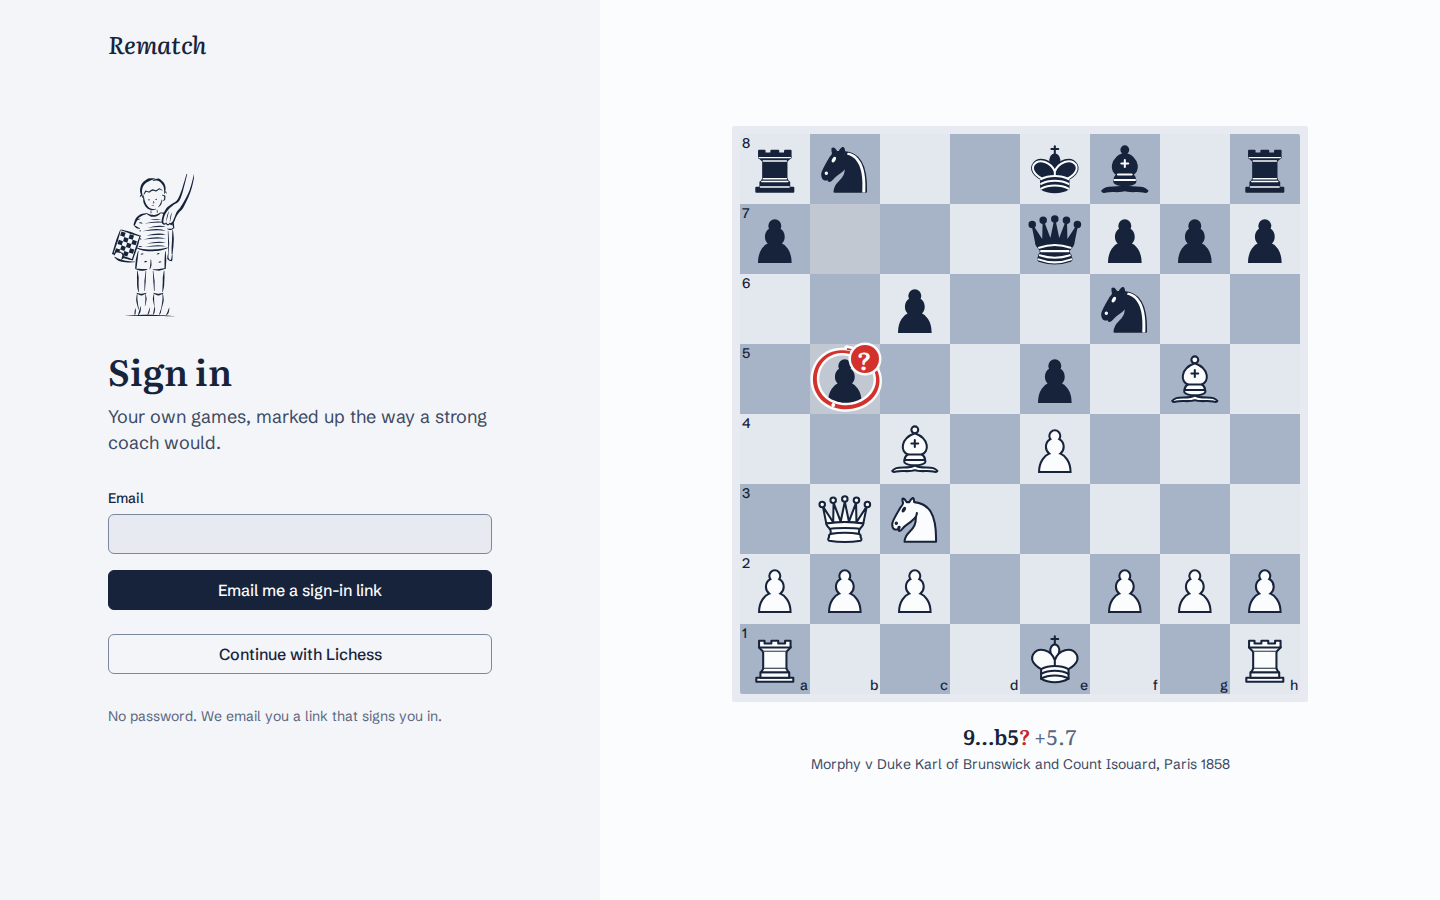 Rematch
Sign in
Your own games, marked up the way a strong
coach would.
Email
Email me a sign-in link
Continue with Lichess
No password. We email you a link that signs you in.
8
7
6
5
?
4
3
2
1
a b c d e f g h
9...b5? +5.7
Morphy v Duke Karl of Brunswick and Count Isouard, Paris 1858